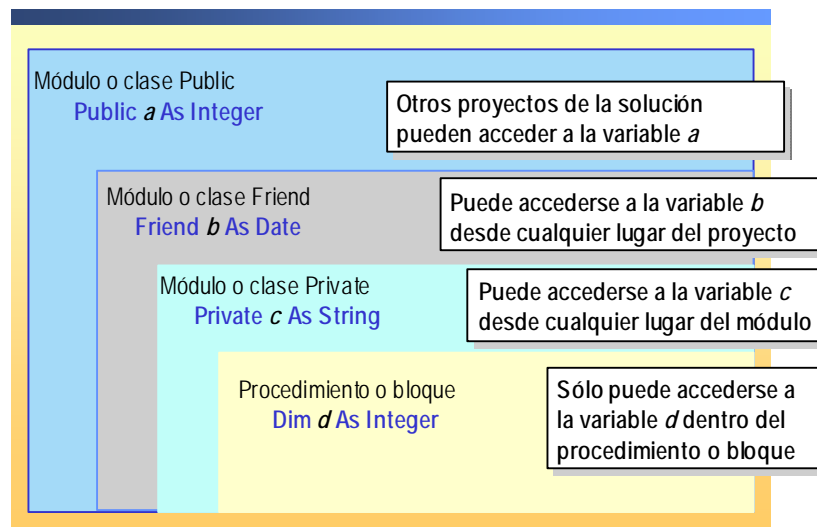 Módulo o clase Public
Public a As Integer
Otros proyectos de la solución
pueden acceder a la variable a
Módulo o clase Friend
Friend b As Date
Puede accederse a la variable b
desde cualquier lugar del proyecto
Módulo o clase Private
Private c As String
Puede accederse a la variable c
desde cualquier lugar del módulo
Procedimiento o bloque
Dim d As Integer
Sólo puede accederse a
la variable d dentro del
procedimiento o bloque